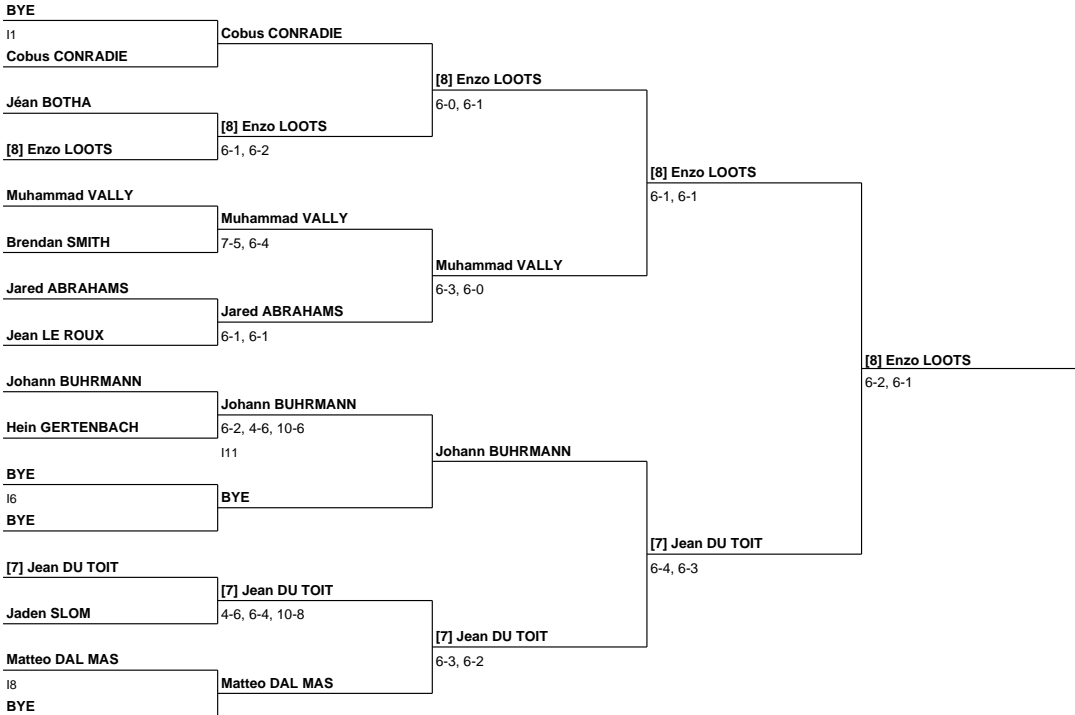 BYE
I1
Cobus CONRADIE
Cobus CONRADIE
Jéan BOTHA
[8] Enzo LOOTS
[8] Enzo LOOTS
6-1, 6-2
[8] Enzo LOOTS
6-0, 6-1
Muhammad VALLY
Brendan SMITH
Muhammad VALLY
7-5, 6-4
Jared ABRAHAMS
Jean LE ROUX
Jared ABRAHAMS
6-1, 6-1
Muhammad VALLY
6-3, 6-0
[8] Enzo LOOTS
6-1, 6-1
Johann BUHRMANN
Hein GERTENBACH
Johann BUHRMANN
6-2, 4-6, 10-6
I11
BYE
I6
BYE
BYE
Johann BUHRMANN
[7] Jean DU TOIT
Jaden SLOM
[7] Jean DU TOIT
4-6, 6-4, 10-8
Matteo DAL MAS
I8
BYE
Matteo DAL MAS
[7] Jean DU TOIT
6-3, 6-2
[7] Jean DU TOIT
6-4, 6-3
[8] Enzo LOOTS
6-2, 6-1